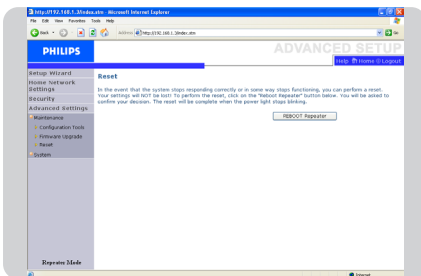 http://192.168.1.3/index.stm - Microsoft Internet Explorer
File Edit View Favorites Tools Help
Back
Address http://192.168.1.3/index.stm
Go
PHILIPS
ADVANCED SETUP
Help Home Logout
Setup Wizard
Home Network Settings
Security
Advanced Settings
Maintenance
Configuration Tools
Firmware Upgrade
Reset
System
Reset
In the event that the system stops responding correctly or in some way stops functioning, you can perform a reset.
Your settings will NOT be lost! To perform the reset, click on the "Reboot Repeater" button below. You will be asked to
confirm your decision. The reset will be complete when the power light stops blinking.
REBOOT Repeater
Repeater Mode
Internet